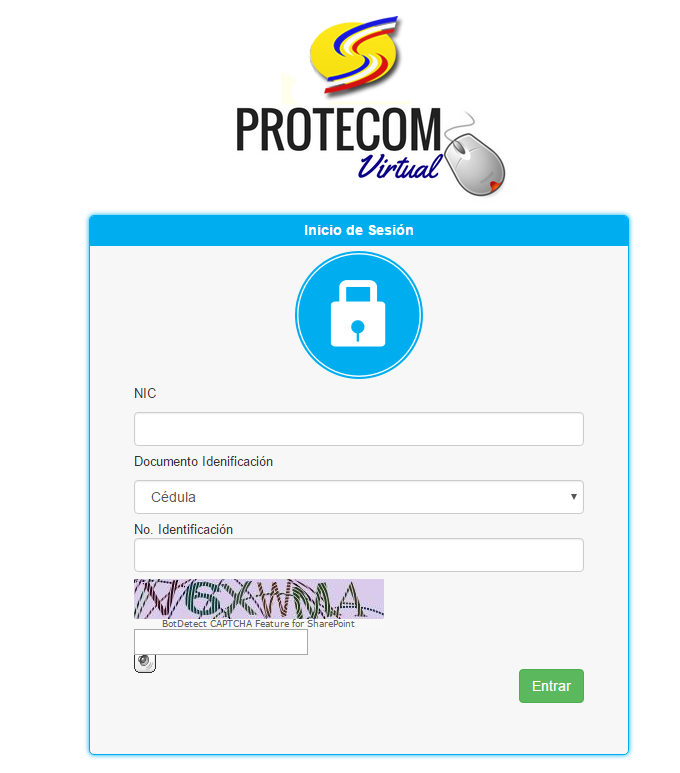 PROTECOM
Virtual
Inicio de Sesión
NIC
Documento Idenificación
Cédula
No. Identificación
BotDetect CAPTCHA Feature for SharePoint
Entrar